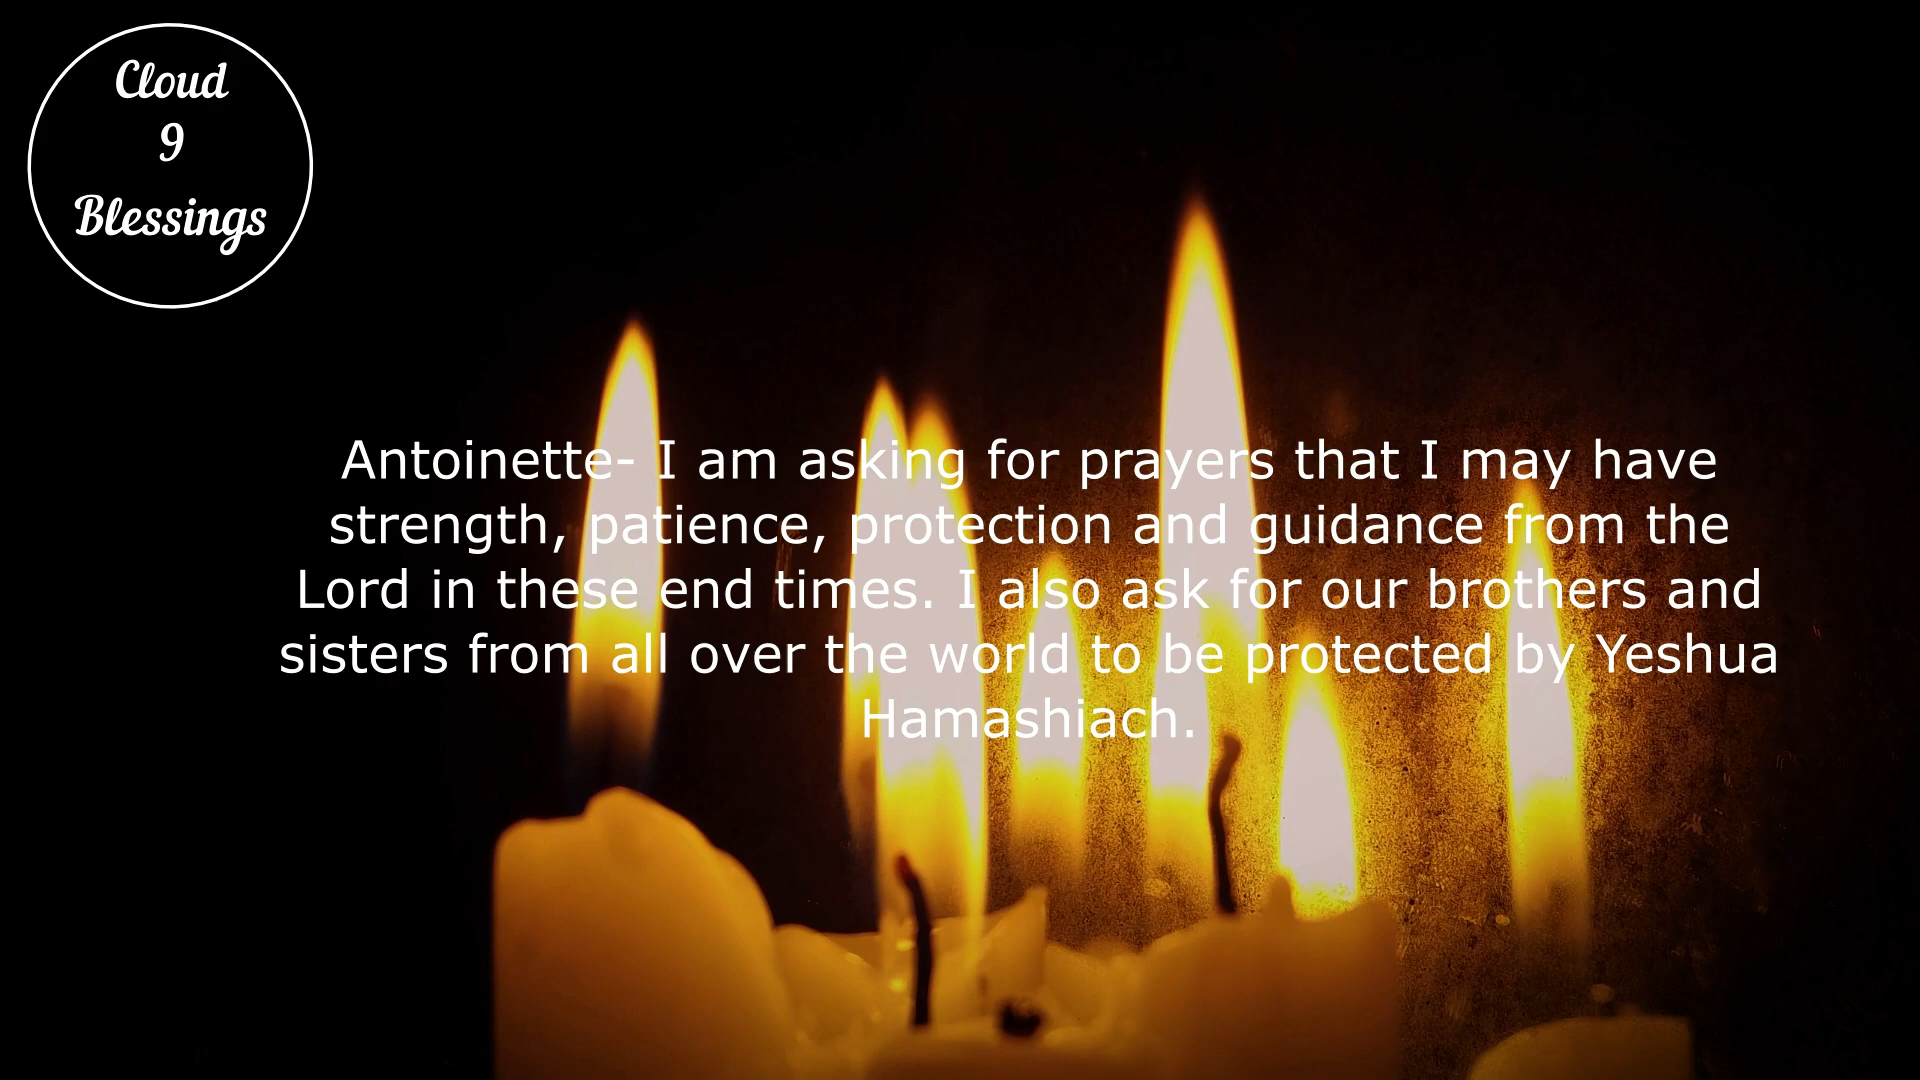 Cloud
9
Blessings
Antoinette- I am asking for prayers that I may have
strength, patience, protection and guidance from the
Lord in these end times. I also ask for our brothers and
sisters from all over the world to be protected by Yeshua
Hamashiach.